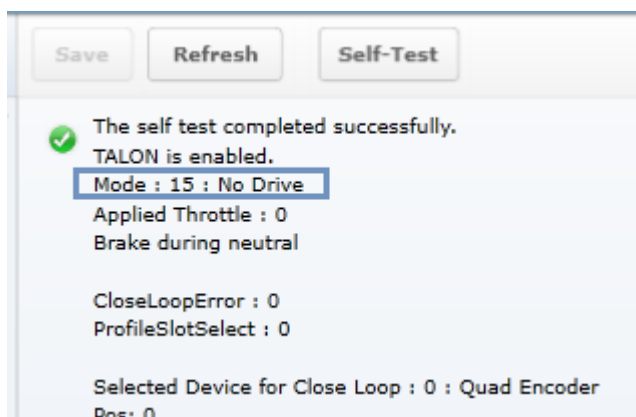 Save Refresh Self-Test
The self test completed successfully.
TALON is enabled.
Mode : 15 : No Drive
Applied Throttle : 0
Brake during neutral
CloseLoopError : 0
ProfileSlotSelect : 0
Selected Device for Close Loop : 0 : Quad Encoder
Pos: 0